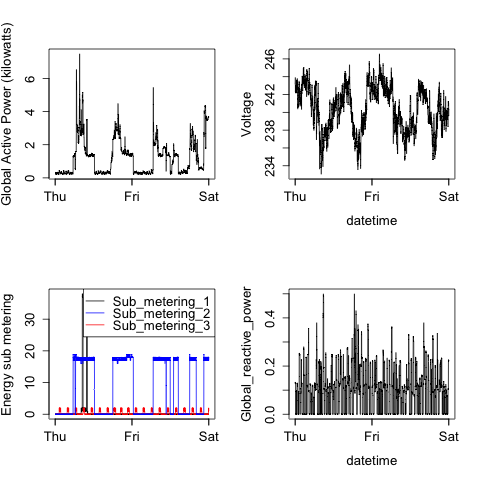 Global Active Power (kilowatts)
0 2 4 6
Thu Fri Sat
Voltage
234 238 242 246
Thu Fri Sat
datetime
Energy sub metering
0 10 20 30
Sub_metering_1
Sub_metering_2
Sub_metering_3
Thu Fri Sat
Global_reactive_power
0.0 0.2 0.4
Thu Fri Sat
datetime